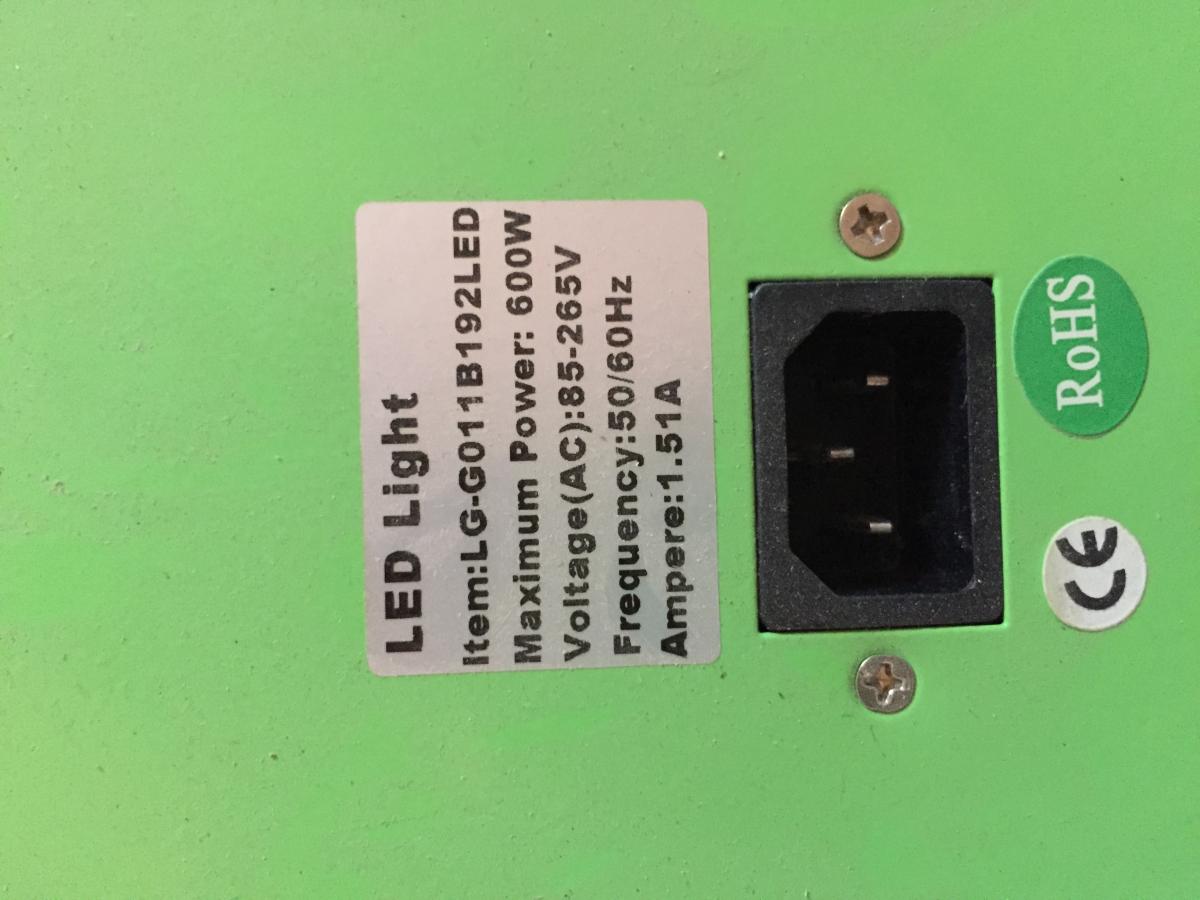 LED Light
Item:LG-G011B192LED
Maximum Power: 600W
Voltage(AC):85-265V
Frequency:50/60Hz
Ampere:1.51A
RoHS
CE